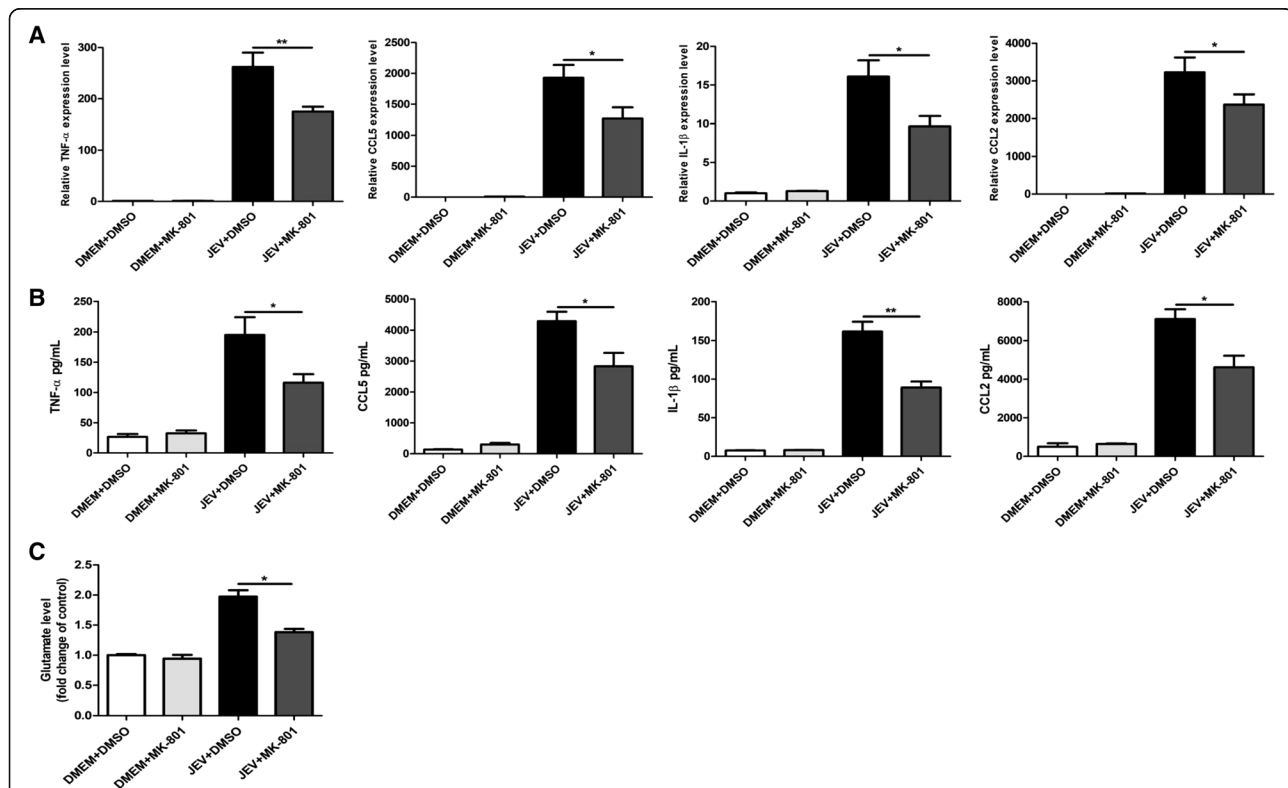 A
Relative TNF-α expression level
300
200
100
0
**
DMEM+DMSO
DMEM+MK-801
JEV+DMSO
JEV+MK-801
Relative CCL5 expression level
2500
2000
1500
1000
500
0
*
DMEM+DMSO
DMEM+MK-801
JEV+DMSO
JEV+MK-801
Relative IL-1β expression level
20
15
10
5
0
*
DMEM+DMSO
DMEM+MK-801
JEV+DMSO
JEV+MK-801
Relative CCL2 expression level
4000
3000
2000
1000
0
*
DMEM+DMSO
DMEM+MK-801
JEV+DMSO
JEV+MK-801
B
TNF-α pg/mL
250
200
150
100
50
0
*
DMEM+DMSO
DMEM+MK-801
JEV+DMSO
JEV+MK-801
CCL5 pg/mL
5000
4000
3000
2000
1000
0
*
DMEM+DMSO
DMEM+MK-801
JEV+DMSO
JEV+MK-801
IL-1β pg/mL
200
150
100
50
0
**
DMEM+DMSO
DMEM+MK-801
JEV+DMSO
JEV+MK-801
CCL2 pg/mL
8000
6000
4000
2000
0
*
DMEM+DMSO
DMEM+MK-801
JEV+DMSO
JEV+MK-801
C
Glutamate level
(fold change of control)
2.5
2.0
1.5
1.0
0.5
0.0
*
DMEM+DMSO
DMEM+MK-801
JEV+DMSO
JEV+MK-801